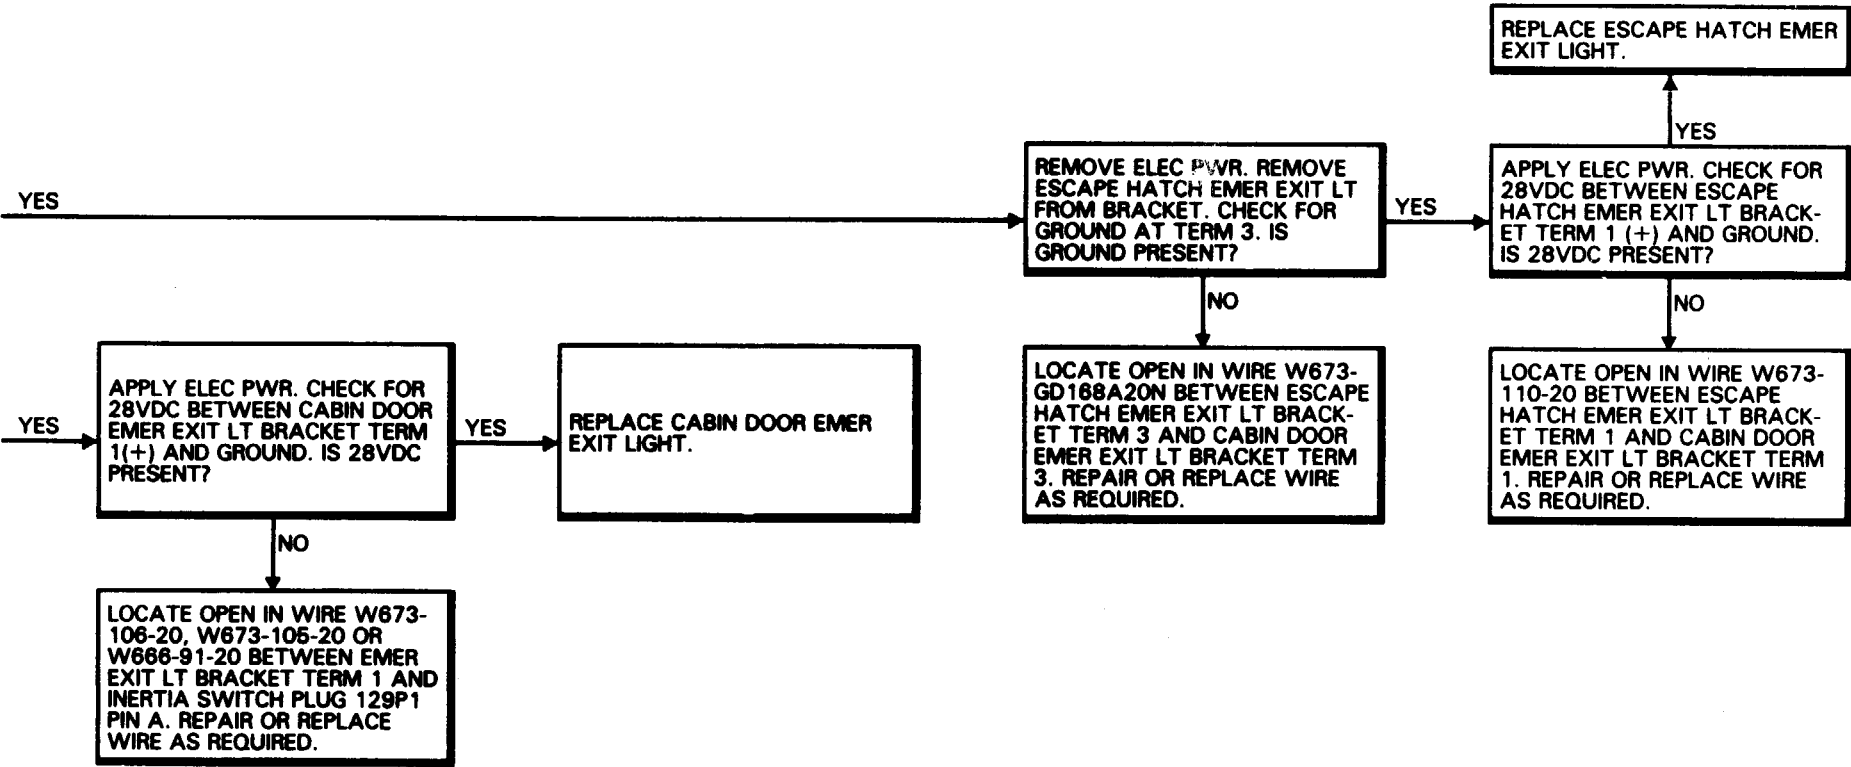 REPLACE ESCAPE HATCH EMER
EXIT LIGHT.
YES
YES
REMOVE ELEC PWR. REMOVE
ESCAPE HATCH EMER EXIT LT
FROM BRACKET. CHECK FOR
GROUND AT TERM 3. IS
GROUND PRESENT?
YES
APPLY ELEC PWR. CHECK FOR
28VDC BETWEEN ESCAPE
HATCH EMER EXIT LT BRACK-
ET TERM 1 (+) AND GROUND.
IS 28VDC PRESENT?
NO
NO
YES
APPLY ELEC PWR. CHECK FOR
28VDC BETWEEN CABIN DOOR
EMER EXIT LT BRACKET TERM
1(+) AND GROUND. IS 28VDC
PRESENT?
YES
REPLACE CABIN DOOR EMER
EXIT LIGHT.
LOCATE OPEN IN WIRE W673-
GD168A20N BETWEEN ESCAPE
HATCH EMER EXIT LT BRACK-
ET TERM 3 AND CABIN DOOR
EMER EXIT LT BRACKET TERM
3. REPAIR OR REPLACE WIRE
AS REQUIRED.
LOCATE OPEN IN WIRE W673-
110-20 BETWEEN ESCAPE
HATCH EMER EXIT LT BRACK-
ET TERM 1 AND CABIN DOOR
EMER EXIT LT BRACKET TERM
1. REPAIR OR REPLACE WIRE
AS REQUIRED.
NO
LOCATE OPEN IN WIRE W673-
106-20, W673-105-20 OR
W666-91-20 BETWEEN EMER
EXIT LT BRACKET TERM 1 AND
INERTIA SWITCH PLUG 129P1
PIN A. REPAIR OR REPLACE
WIRE AS REQUIRED.